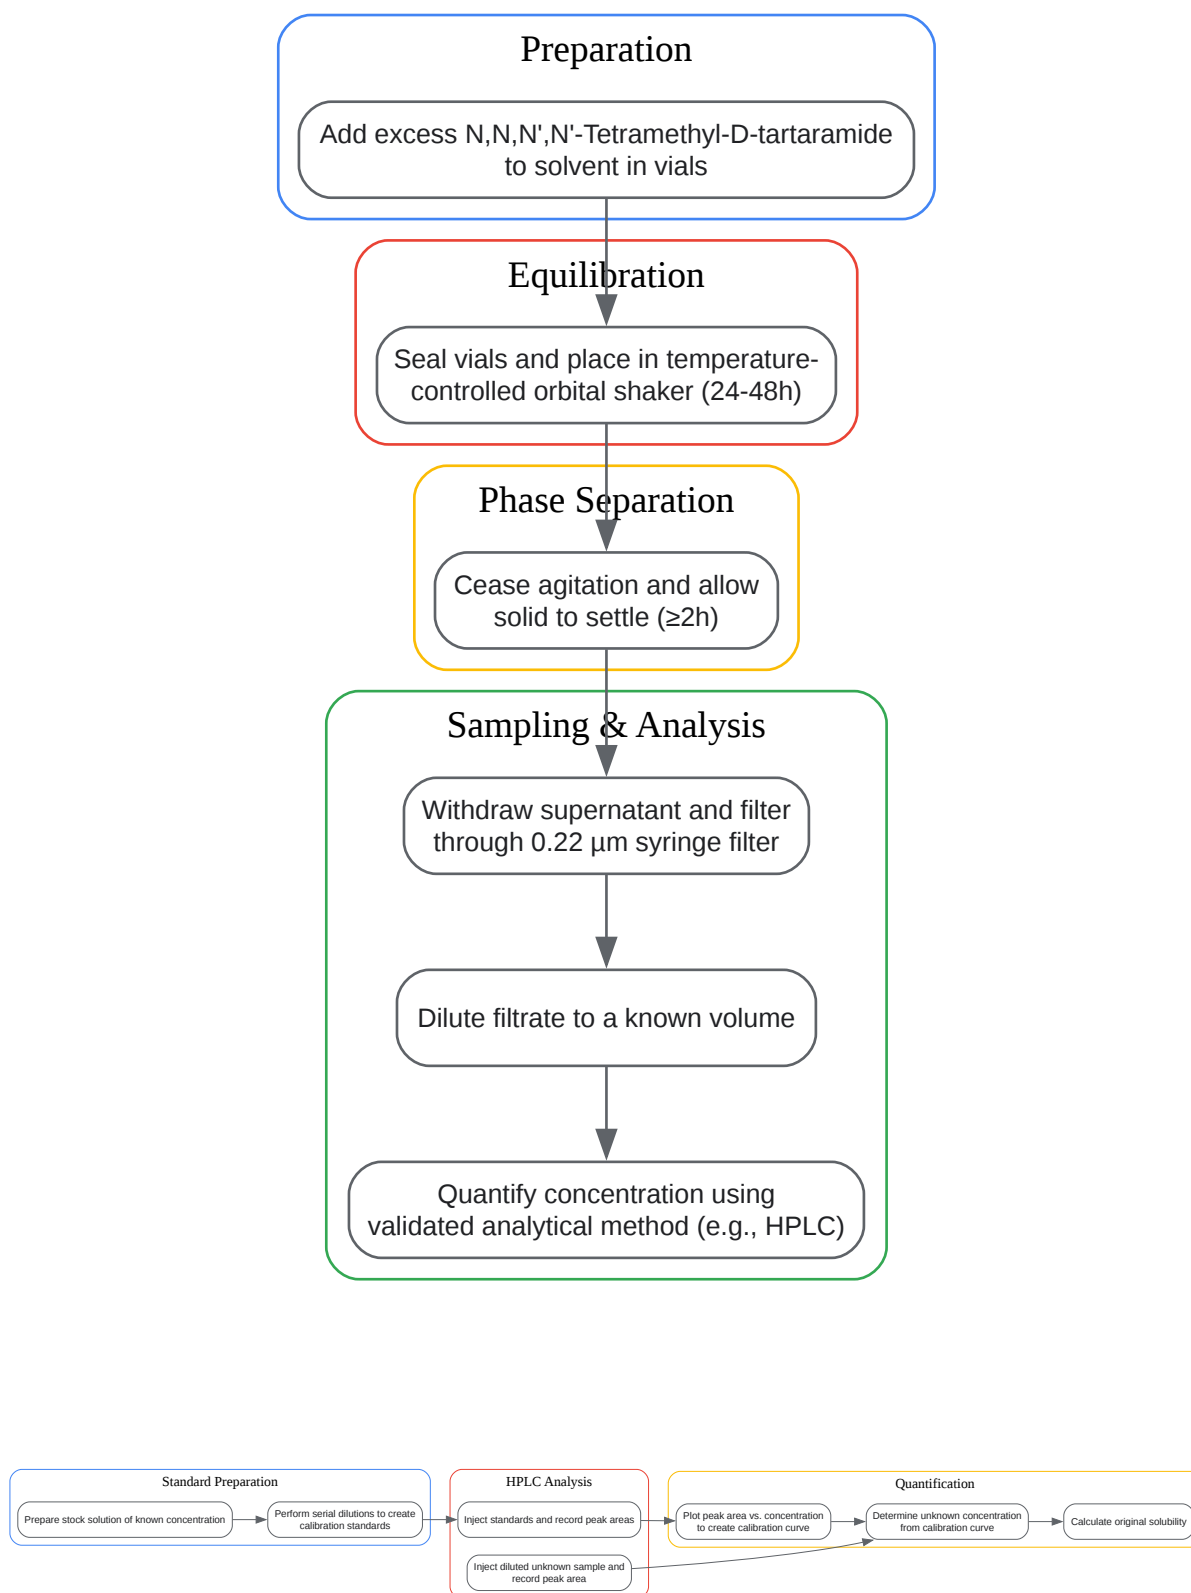 Preparation
Add excess N,N,N',N'-Tetramethyl-D-tartaramide
to solvent in vials
Equilibration
Seal vials and place in temperature-
controlled orbital shaker (24-48h)
Phase Separation
Cease agitation and allow
solid to settle (≥2h)
Sampling & Analysis
Withdraw supernatant and filter
through 0.22 µm syringe filter
Dilute filtrate to a known volume
Quantify concentration using
validated analytical method (e.g., HPLC)
Standard Preparation
Prepare stock solution of known concentration
Perform serial dilutions to create
calibration standards
HPLC Analysis
Inject standards and record peak areas
Inject diluted unknown sample and
record peak area
Quantification
Plot peak area vs. concentration
to create calibration curve
Determine unknown concentration
from calibration curve
Calculate original solubility